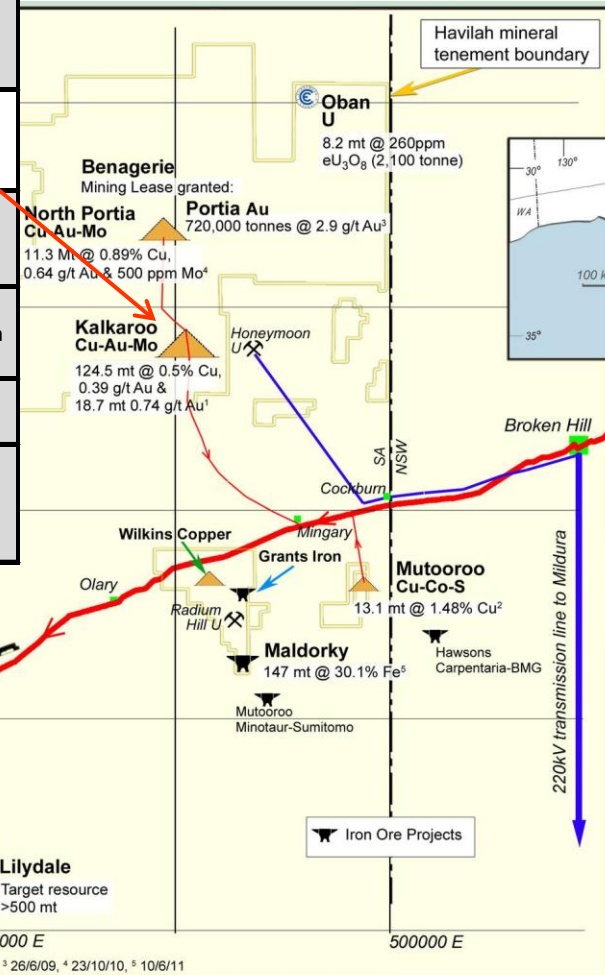 Havilah mineral
tenement boundary
Oban
U
8.2 mt @ 260ppm
eU₃O₈ (2,100 tonne)
30°
130°
WA
100 k
35°
Benagerie
Mining Lease granted:
North Portia
Cu-Au-Mo
11.3 Mt @ 0.89% Cu,
0.64 g/t Au & 500 ppm Mo⁴
Portia Au
720,000 tonnes @ 2.9 g/t Au³
Kalkaroo
Cu-Au-Mo
124.5 mt @ 0.5% Cu,
0.39 g/t Au &
18.7 mt 0.74 g/t Au¹
Honeymoon
U
Broken Hill
SA
NSW
Cockburn
Mingary
Wilkins Copper
Grants Iron
Olary
Radium
Hill U
Mutooroo
Cu-Co-S
13.1 mt @ 1.48% Cu²
Maldorky
147 mt @ 30.1% Fe⁵
Hawsons
Carpentaria-BMG
Mutooroo
Minotaur-Sumitomo
220kV transmission line to Mildura
Iron Ore Projects
Lilydale
Target resource
>500 mt
000 E
500000 E
³ 26/6/09, ⁴ 23/10/10, ⁵ 10/6/11